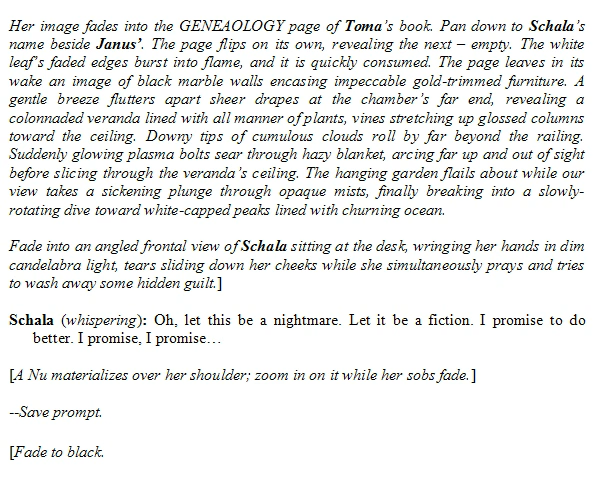 Her image fades into the GENEAOLOGY page of Toma's book. Pan down to Schala's
name beside Janus'. The page flips on its own, revealing the next – empty. The white
leaf's faded edges burst into flame, and it is quickly consumed. The page leaves in its
wake an image of black marble walls encasing impeccable gold-trimmed furniture. A
gentle breeze flutters apart sheer drapes at the chamber's far end, revealing a
colonnaded veranda lined with all manner of plants, vines stretching up glossed columns
toward the ceiling. Downy tips of cumulous clouds roll by far beyond the railing.
Suddenly glowing plasma bolts sear through hazy blanket, arcing far up and out of sight
before slicing through the veranda's ceiling. The hanging garden flails about while our
view takes a sickening plunge through opaque mists, finally breaking into a slowly-
rotating dive toward white-capped peaks lined with churning ocean.
Fade into an angled frontal view of Schala sitting at the desk, wringing her hands in dim
candelabra light, tears sliding down her cheeks while she simultaneously prays and tries
to wash away some hidden guilt.]
Schala (whispering): Oh, let this be a nightmare. Let it be a fiction. I promise to do
better. I promise, I promise…
[A Nu materializes over her shoulder; zoom in on it while her sobs fade.]
--Save prompt.
[Fade to black.